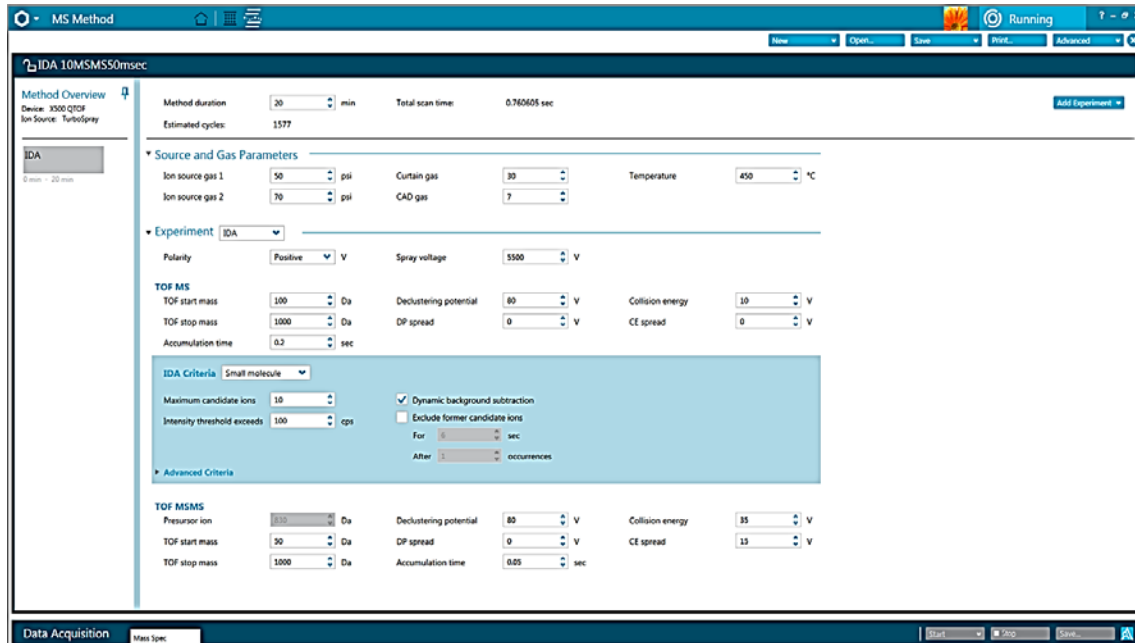 MS Method
Running
? -
New
Open...
Save
Print...
Advanced
IDA 10MSMS50msec
Method Overview
Device: X500 QTOF
Ion Source: TurboSpray
IDA
0 min - 20 min
Method duration 20 min Total scan time: 0.760605 sec
Add Experiment
Estimated cycles: 1577
Source and Gas Parameters
Ion source gas 1 50 psi Curtain gas 30 Temperature 450 °C
Ion source gas 2 70 psi CAD gas 7
Experiment IDA
Polarity Positive V Spray voltage 5500 V
TOF MS
TOF start mass 100 Da Declustering potential 80 V Collision energy 10 V
TOF stop mass 1000 Da DP spread 0 V CE spread 0 V
Accumulation time 0.2 sec
IDA Criteria Small molecule
Maximum candidate ions 10 Dynamic background subtraction
Intensity threshold exceeds 100 cps Exclude former candidate ions
For 6 sec
After 1 occurrences
Advanced Criteria
TOF MSMS
Presursor ion Da Declustering potential 80 V Collision energy 35 V
TOF start mass 50 Da DP spread 0 V CE spread 15 V
TOF stop mass 1000 Da Accumulation time 0.05 sec
Data Acquisition
Mass Spec
Start
Stop
Save...